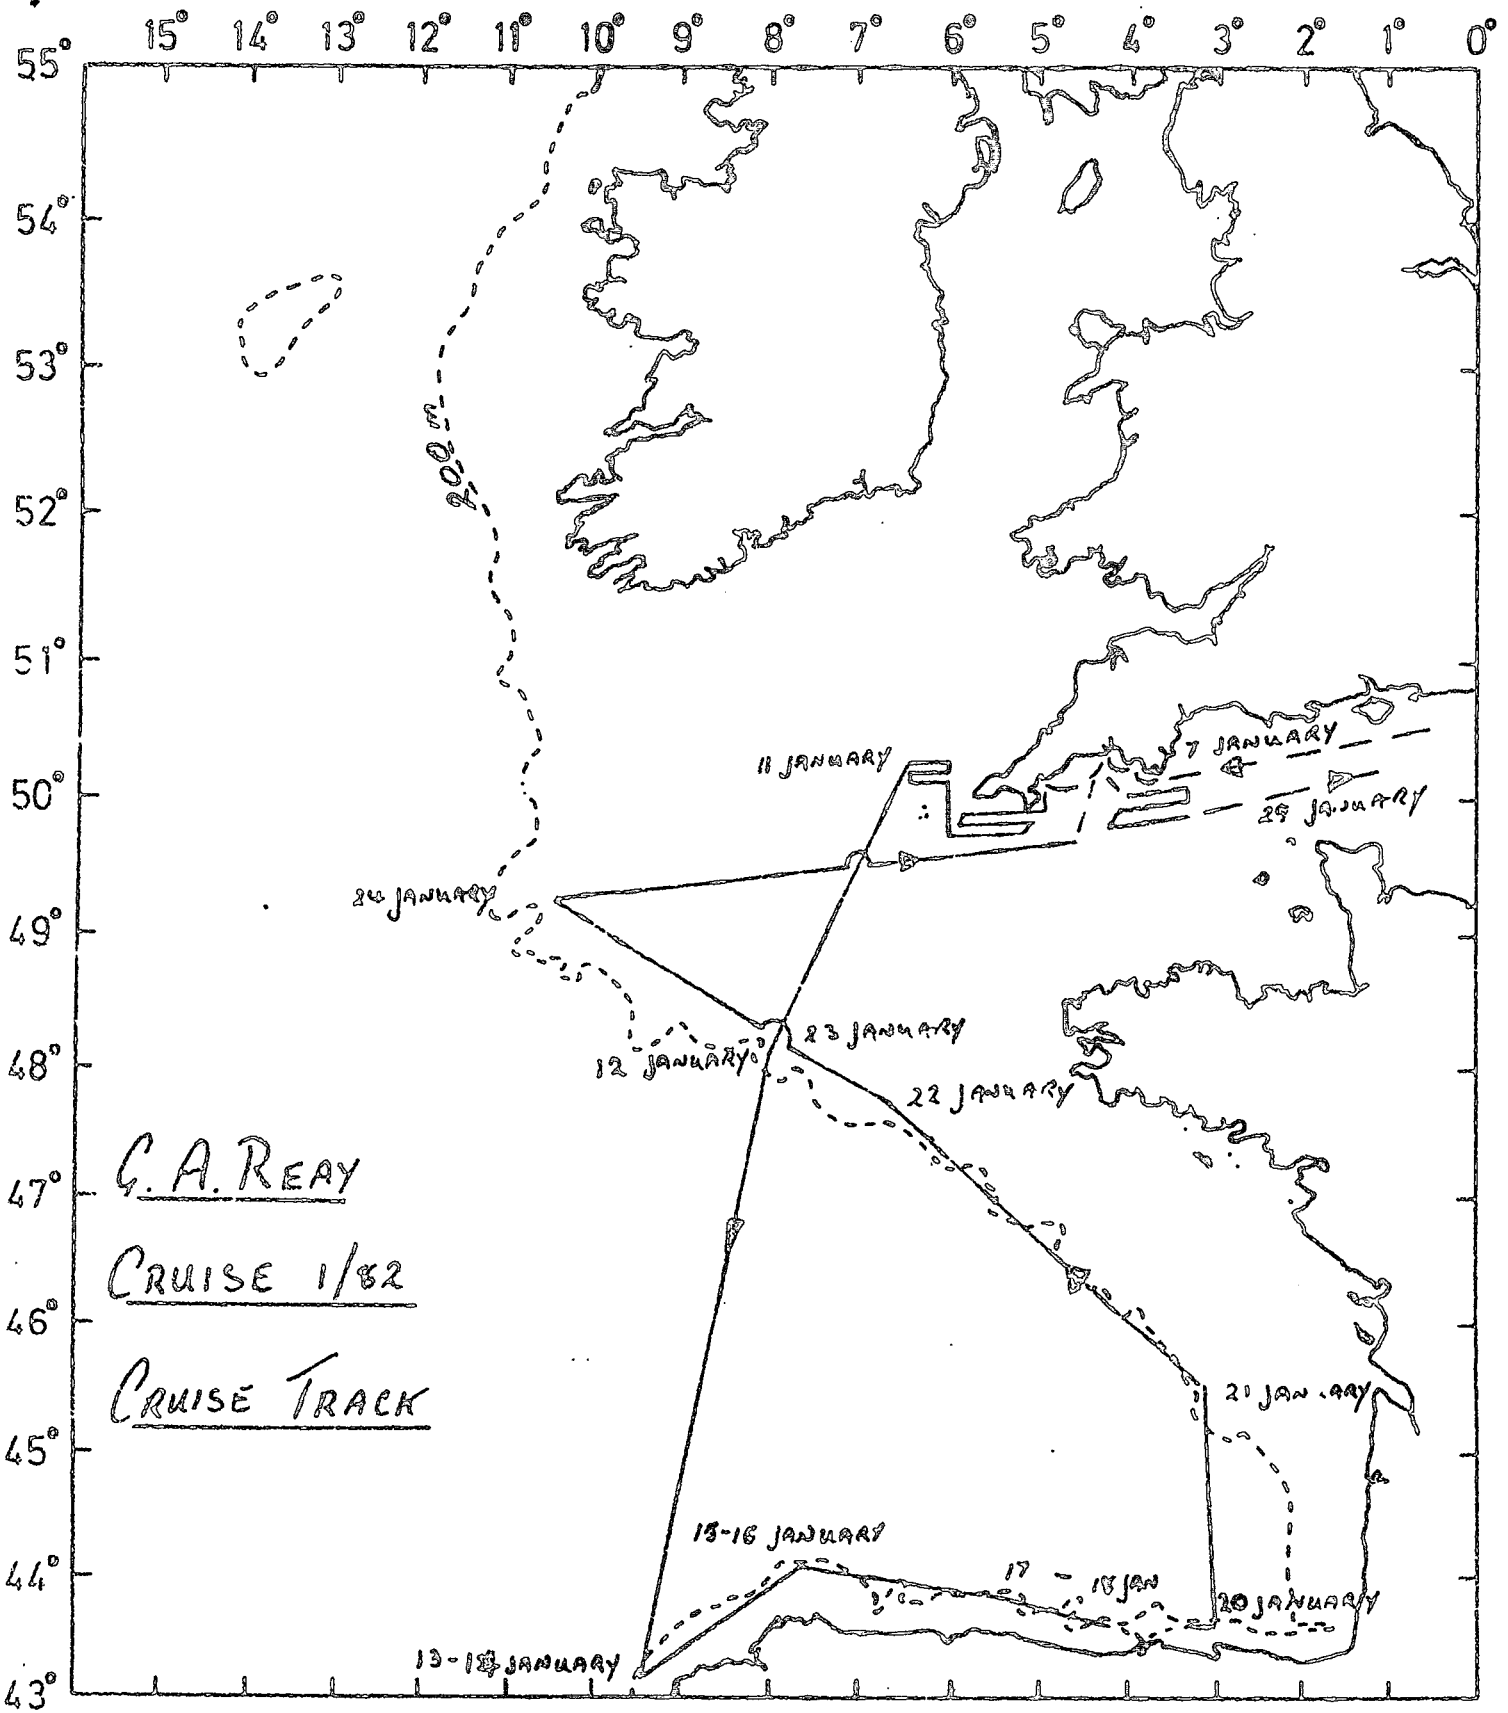 15° 14° 13° 12° 11° 10° 9° 8° 7° 6° 5° 4° 3° 2° 1° 0°
55°
54°
53°
200 m
52°
51°
7 JANUARY
11 JANUARY
50°
JANUARY
24 JANUARY
49°
23 JANUARY
48°
12 JANUARY
22 JANUARY
G. A. REAY
47°
CRUISE 1/82
46°
CRUISE TRACK
21 JAN.ARY
45°
15-16 JANUARY
44°
17 -
18 JAN
20 JANUARY
13-14 JANUARY
43°